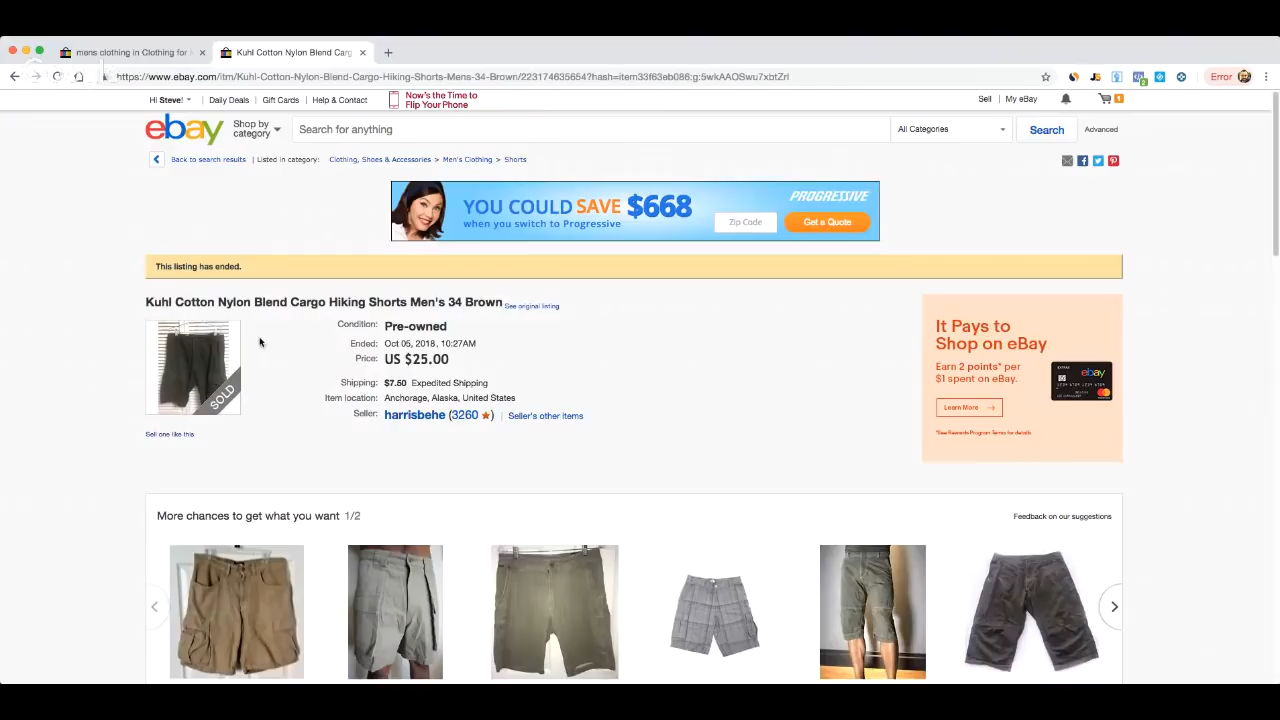 mens clothing in Clothing for
Kuhl Cotton Nylon Blend Carg
https://www.ebay.com/itm/Kuhl-Cotton-Nylon-Blend-Cargo-Hiking-Shorts-Mens-34-Brown/223174635654?hash=item33f63eb086:g:5wkAAOSwu7xbtZrl
Error
Hi Steve!
Daily Deals
Gift Cards
Help & Contact
Now's the Time to
Flip Your Phone
Sell
My eBay
1
ebay
Shop by
category
Search for anything
All Categories
Search
Advanced
Back to search results
Listed in category:
Clothing, Shoes & Accessories > Men's Clothing > Shorts
YOU COULD SAVE $668
when you switch to Progressive
PROGRESSIVE
Zip Code
Get a Quote
This listing has ended.
Kuhl Cotton Nylon Blend Cargo Hiking Shorts Men's 34 Brown See original listing
SOLD
Sell one like this
Condition: Pre-owned
Ended: Oct 05, 2018 , 10:27AM
Price: US $25.00
Shipping: $7.50 Expedited Shipping
Item location: Anchorage, Alaska, United States
Seller: harrisbehe (3260 ★) | Seller's other items
It Pays to
Shop on eBay
Earn 2 points* per
$1 spent on eBay.
ebay
Learn More
*See Rewards Program Terms for details.
More chances to get what you want 1/2
Feedback on our suggestions